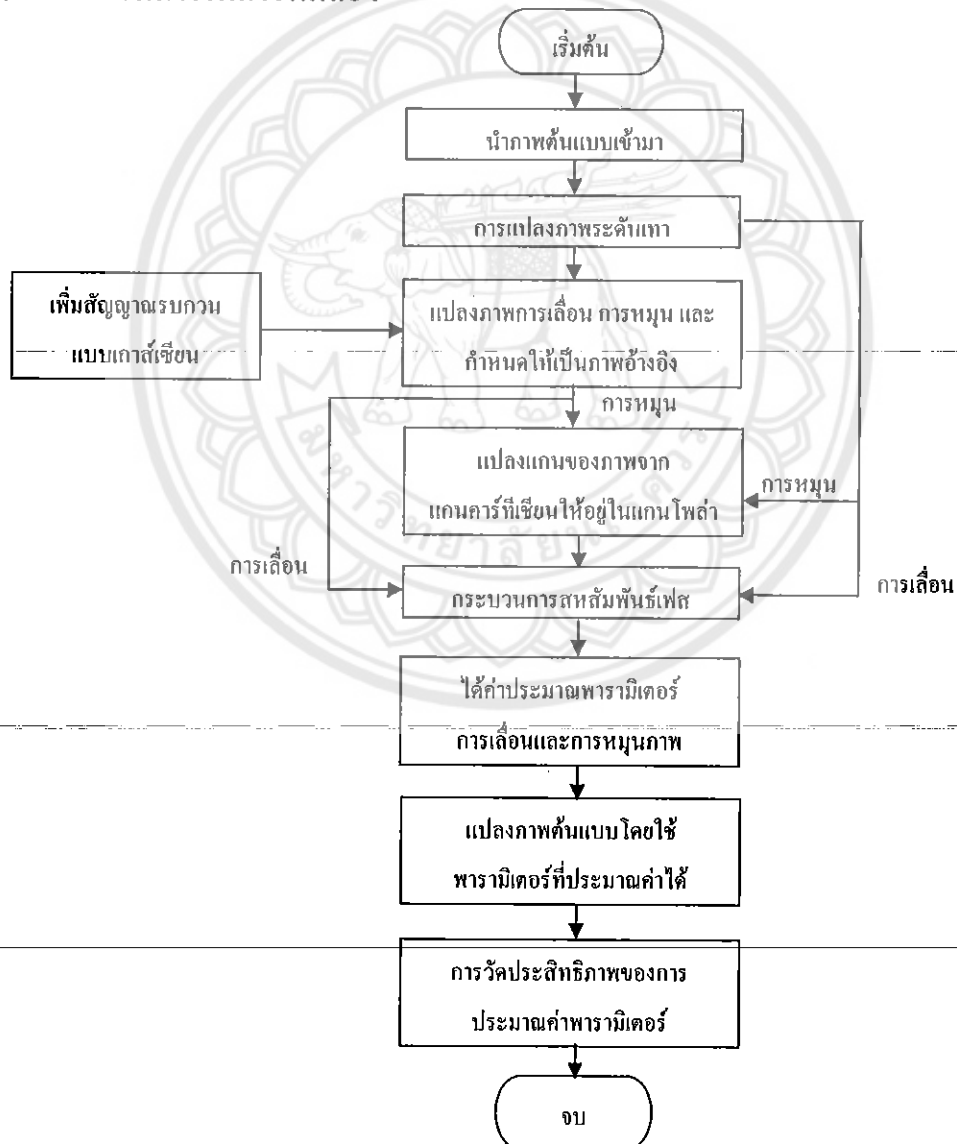 เริ่มต้น
นำภาพต้นแบบเข้ามา
การแปลงภาพระดับเทา
เพิ่มสัญญาณรบกวน
แบบเกาส์เซียน
แปลงภาพการเลื่อน การหมุน และ
กำหนดให้เป็นภาพอ้างอิง
การหมุน
แปลงแกนของภาพจาก
แกนคาร์ทีเซียนให้อยู่ในแกนโพล่า
การหมุน
การเลื่อน
กระบวนการสหสัมพันธ์เฟส
การเลื่อน
ได้ค่าประมาณพารามิเตอร์
การเลื่อนและการหมุนภาพ
แปลงภาพต้นแบบโดยใช้
พารามิเตอร์ที่ประมาณค่าได้
การวัดประสิทธิภาพของการ
ประมาณค่าพารามิเตอร์
จบ
มหาวิทยาลัยนเรศวร